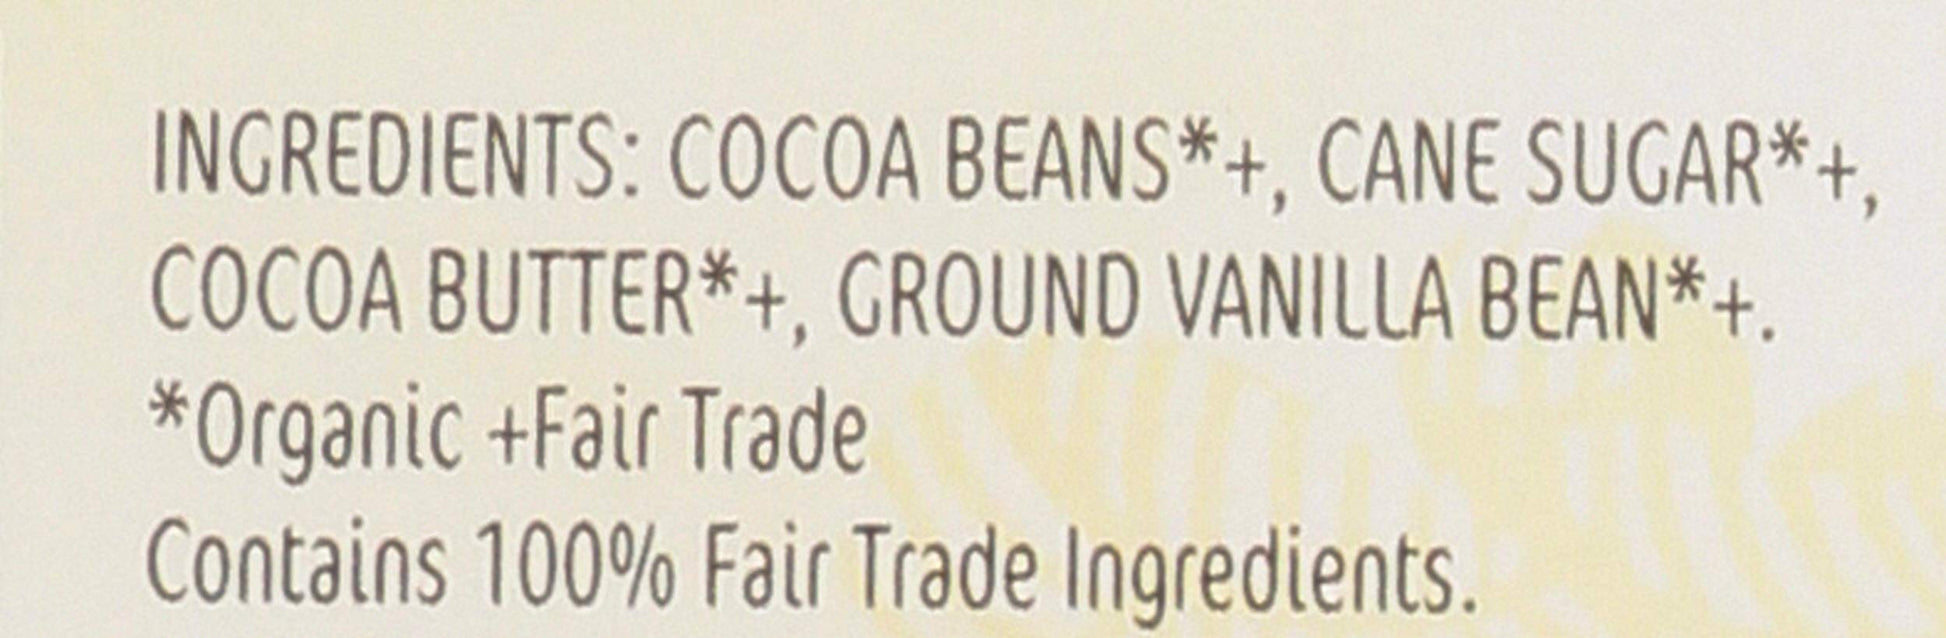 INGREDIENTS: COCOA BEANS*+, CANE SUGAR*+,
COCOA BUTTER*+, GROUND VANILLA BEAN*+.
*Organic +Fair Trade
Contains 100% Fair Trade Ingredients.